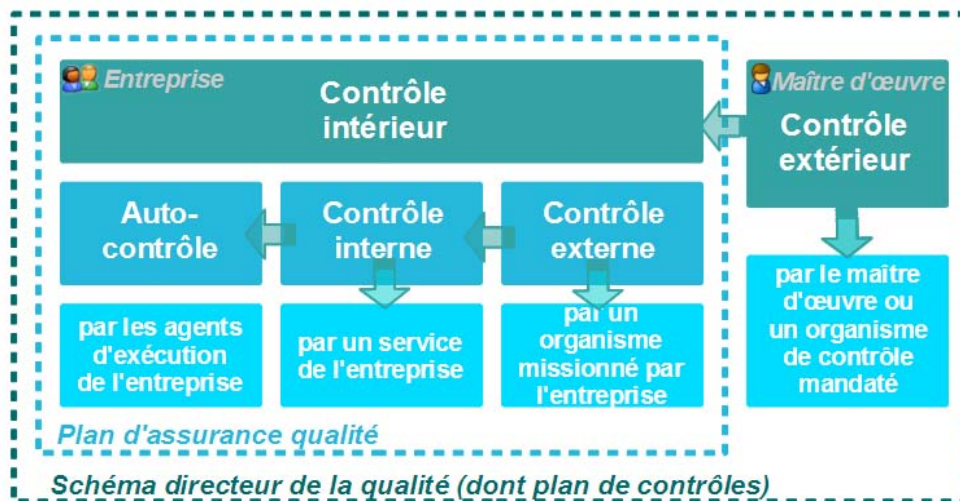 Entreprise
Contrôle
intérieur
Maître d'œuvre
Contrôle
extérieur
Auto-
contrôle
Contrôle
interne
Contrôle
externe
par les agents
d'exécution
de l'entreprise
par un service
de l'entreprise
par un
organisme
missionné par
l'entreprise
par le maître
d'œuvre ou
un organisme
de contrôle
mandaté
Plan d'assurance qualité
Schéma directeur de la qualité (dont plan de contrôles)